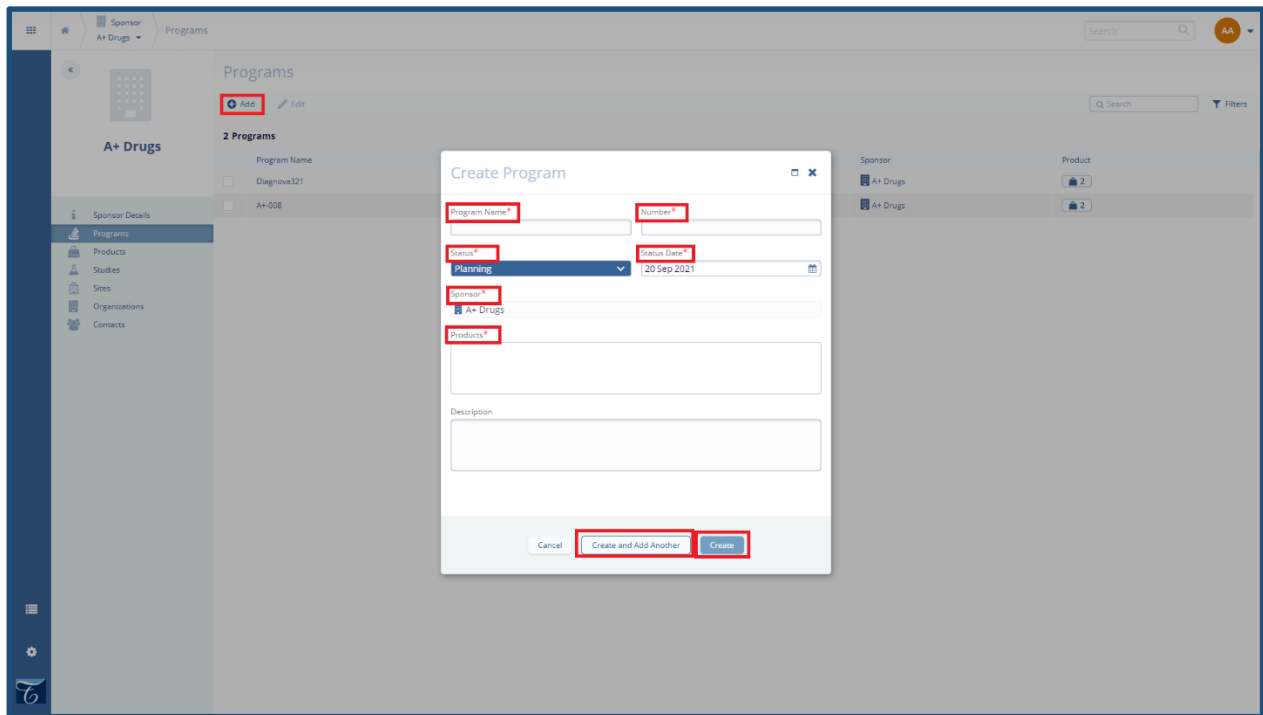 Sponsor
A+ Drugs
Programs
Search
AA
Programs
Add Edit
Search
Filters
A+ Drugs
2 Programs
Program Name Sponsor Product
Diagnova321 A+ Drugs 2
A+-008 A+ Drugs 2
Sponsor Details
Programs
Products
Studies
Sites
Organizations
Contacts
Create Program
Program Name* Number*
Status* Status Date*
Planning 20 Sep 2021
Sponsor*
A+ Drugs
Products*
Description
Cancel Create and Add Another Create